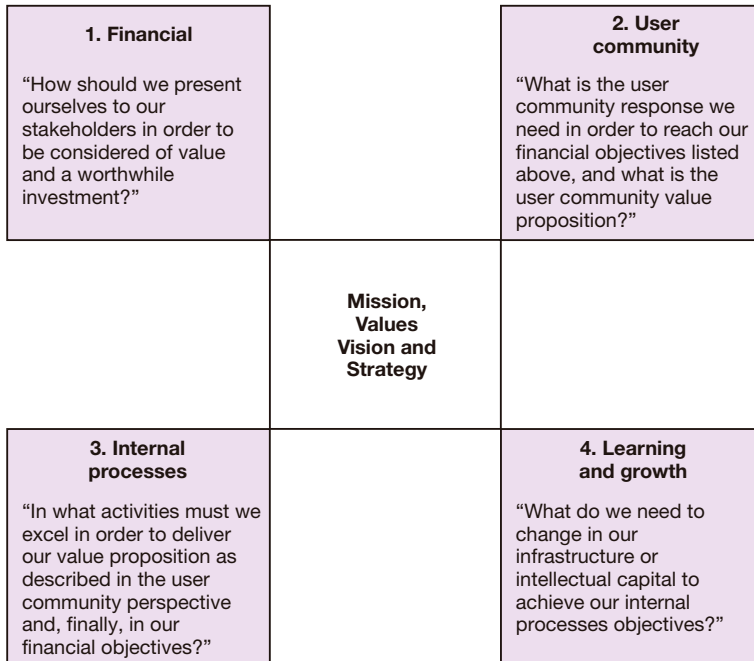 1. Financial
“How should we present
ourselves to our
stakeholders in order to
be considered of value
and a worthwhile
investment?”
2. User
community
“What is the user
community response we
need in order to reach our
financial objectives listed
above, and what is the
user community value
proposition?”
Mission,
Values
Vision and
Strategy
3. Internal
processes
“In what activities must we
excel in order to deliver
our value proposition as
described in the user
community perspective
and, finally, in our
financial objectives?”
4. Learning
and growth
“What do we need to
change in our
infrastructure or
intellectual capital to
achieve our internal
processes objectives?”